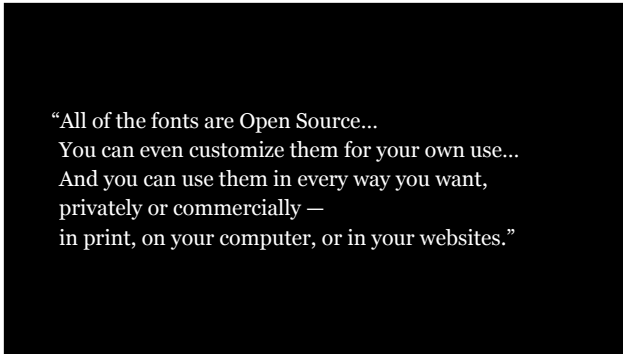 “All of the fonts are Open Source...
You can even customize them for your own use...
And you can use them in every way you want,
privately or commercially —
in print, on your computer, or in your websites.”